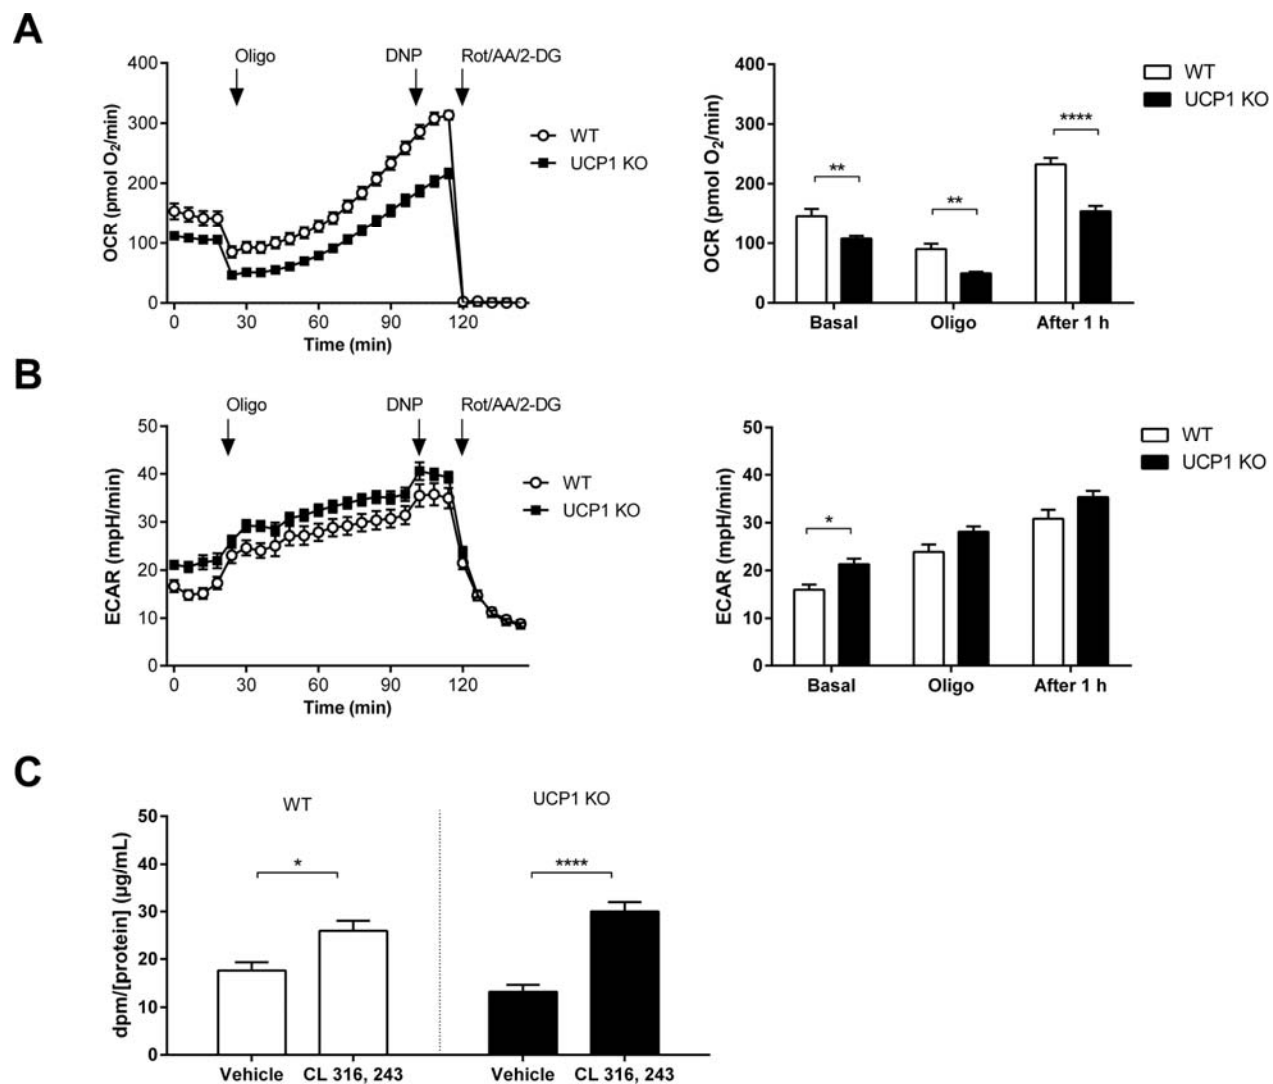 A
Oligo
DNP
Rot/AA/2-DG
OCR (pmol O₂/min)
400
300
200
100
0
0
30
60
90
120
Time (min)
WT
UCP1 KO
OCR (pmol O₂/min)
400
300
200
100
0
**
**
****
Basal
Oligo
After 1 h
WT
UCP1 KO
B
Oligo
DNP
Rot/AA/2-DG
ECAR (mpH/min)
50
40
30
20
10
0
0
30
60
90
120
Time (min)
WT
UCP1 KO
ECAR (mpH/min)
50
40
30
20
10
0
*
Basal
Oligo
After 1 h
WT
UCP1 KO
C
WT
UCP1 KO
dpm/[protein] (µg/mL)
50
40
30
20
10
0
*
****
Vehicle
CL 316, 243
Vehicle
CL 316, 243